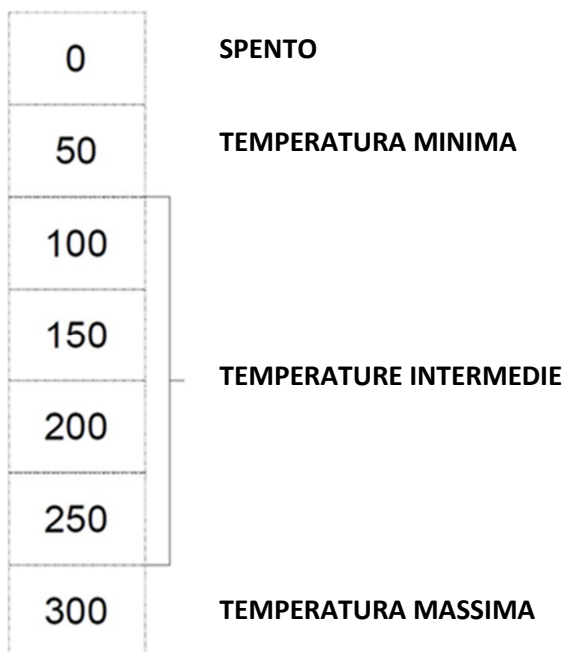 0 SPENTO
50 TEMPERATURA MINIMA
100
150
TEMPERATURE INTERMEDIE
200
250
300 TEMPERATURA MASSIMA